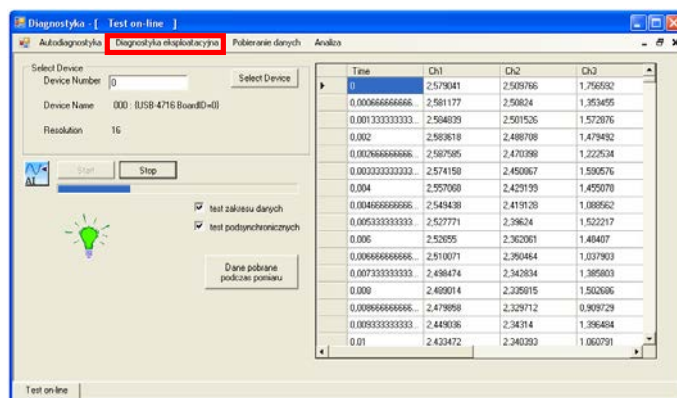 Diagnostyka - [ Test on-line ]
Autodiagnostyka Diagnostyka eksploatacyjna Pobieranie danych Analiza
Select Device
Device Number 0 Select Device
Device Name 000 : {USB-4716 BoardID=0}
Resolution 16
AI Start Stop
test zakresu danych
test podsynchronicznych
Dane pobrane
podczas pomiaru
Time Ch1 Ch2 Ch3
0 2,579041 2,509766 1,756592
0,000666666666... 2,581177 2,50824 1,353455
0,001333333333... 2,584839 2,501526 1,572876
0,002 2,583618 2,488708 1,479492
0,002666666666... 2,587585 2,470398 1,222534
0,003333333333... 2,574158 2,450867 1,590576
0,004 2,557068 2,429199 1,455078
0,004666666666... 2,549438 2,419128 1,088562
0,005333333333... 2,527771 2,39624 1,522217
0,006 2,52655 2,362061 1,48407
0,006666666666... 2,510071 2,350464 1,037903
0,007333333333... 2,498474 2,342834 1,385803
0,008 2,489014 2,335815 1,502686
0,008666666666... 2,479858 2,329712 0,909729
0,009333333333... 2,449036 2,34314 1,396484
0,01 2,433472 2,340393 1,060791
Test on-line